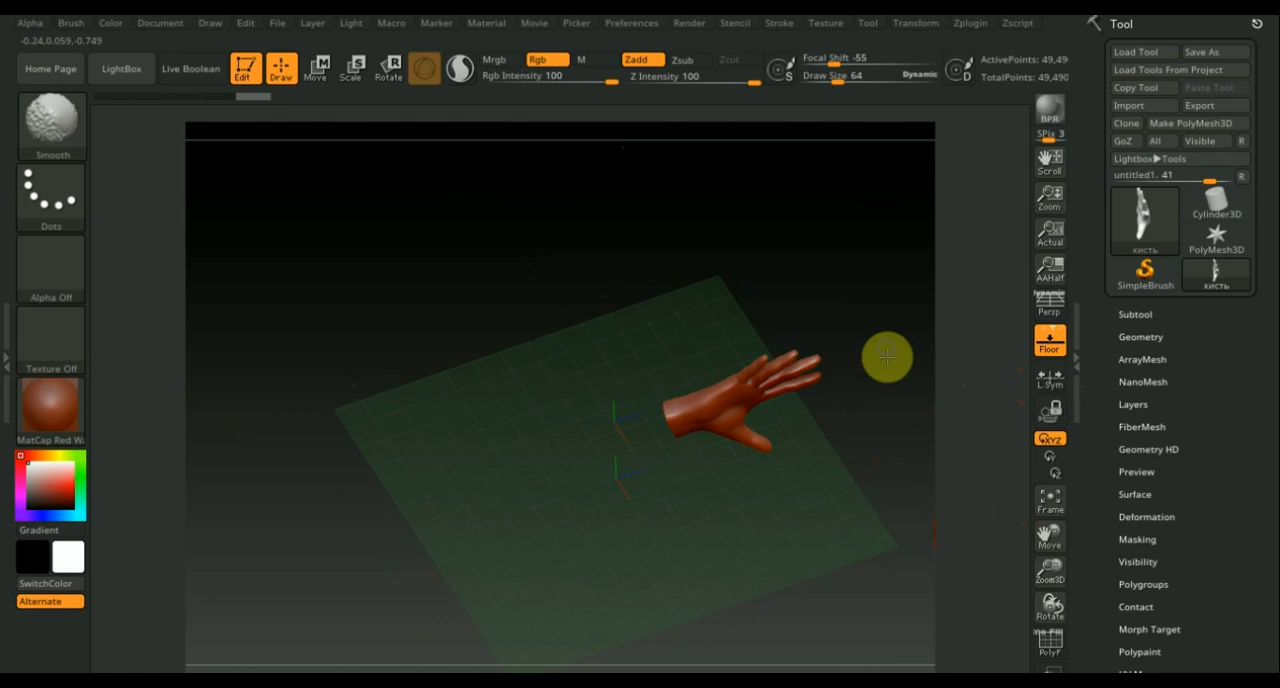 Alpha Brush Color Document Draw Edit File Layer Light Macro Marker Material Movie Picker Preferences Render Stencil Stroke Texture Tool Transform Zplugin Zscript
Tool
-0.24,0.059,-0.749
Home Page
LightBox
Live Boolean
Edit
Draw
Move
Scale
Rotate
Mrgb
Rgb
M
Rgb Intensity 100
Zadd
Zsub
Zcut
Z Intensity 100
S
Focal Shift -55
Draw Size 64
Dynamic
D
ActivePoints: 49,49
TotalPoints: 49,490
Load Tool
Save As
Load Tools From Project
Copy Tool
Paste Tool
Import
Export
Clone
Make PolyMesh3D
GoZ
All
Visible
R
Lightbox▶Tools
untitled1. 41
R
кисть
Cylinder3D
PolyMesh3D
SimpleBrush
кисть
Smooth
Dots
Alpha Off
Texture Off
MatCap Red W
Gradient
SwitchColor
Alternate
BPR
SPix 3
Scroll
Zoom
Actual
AAHalf
Dynamic
Persp
Floor
L.Sym
XYZ
Y
Z
Frame
Move
Zoom3D
Rotate
PolyF
Subtool
Geometry
ArrayMesh
NanoMesh
Layers
FiberMesh
Geometry HD
Preview
Surface
Deformation
Masking
Visibility
Polygroups
Contact
Morph Target
Polypaint